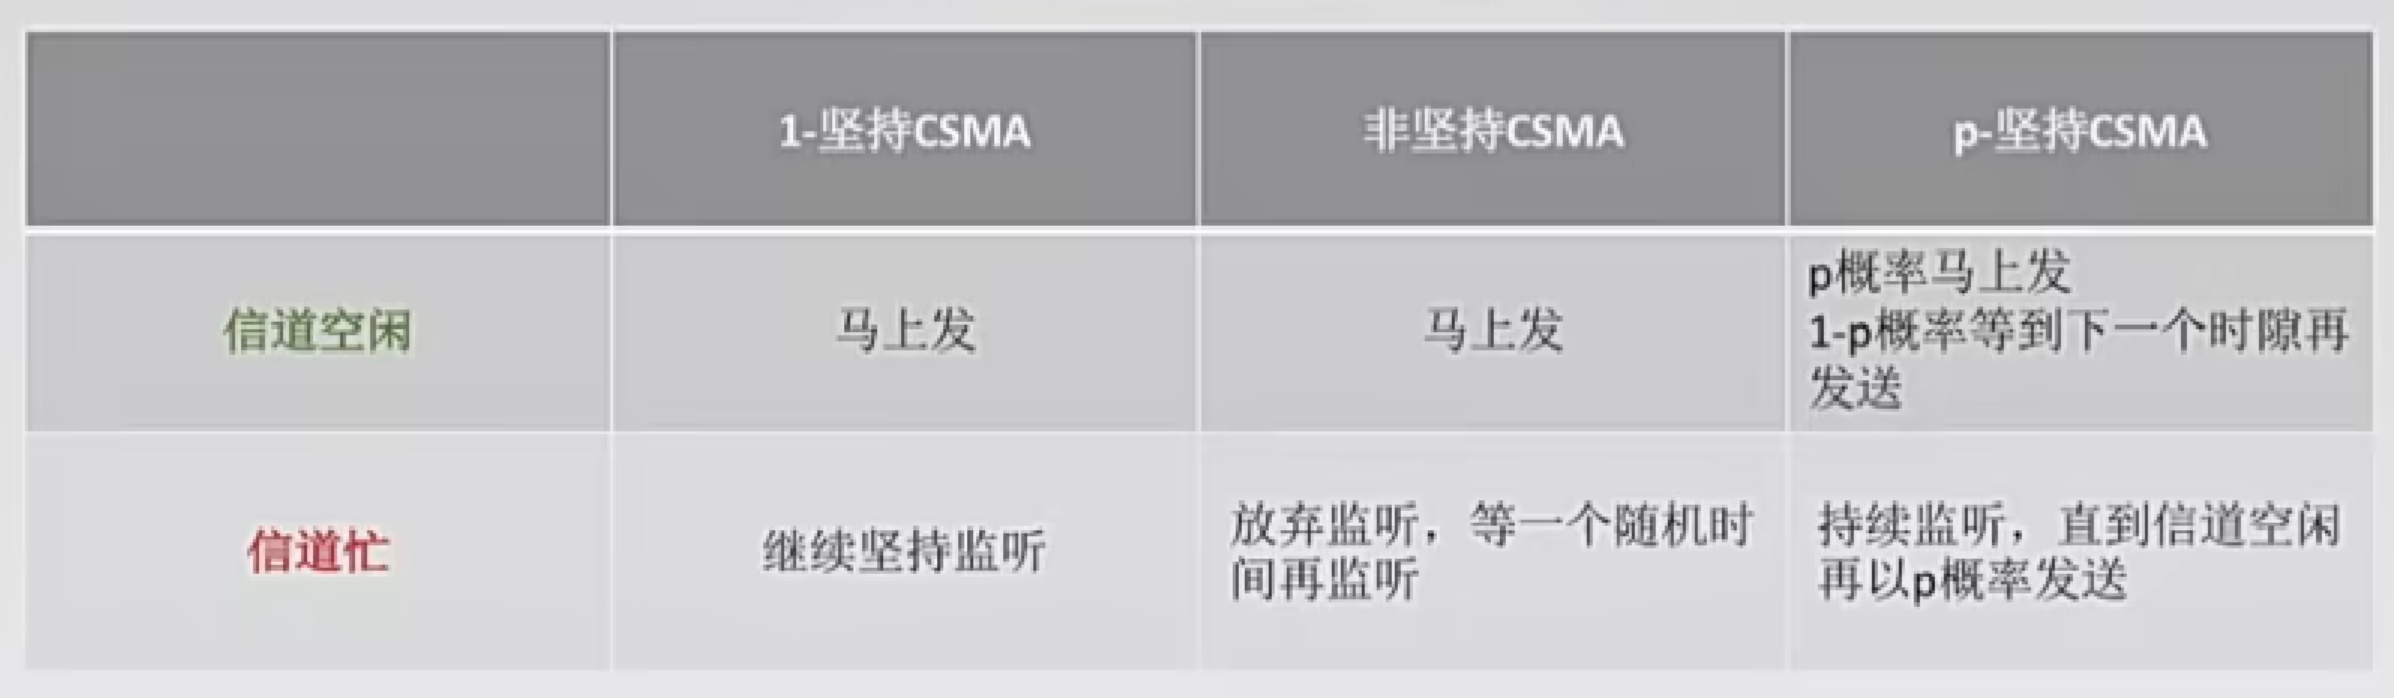 1-坚持CSMA
非坚持CSMA
p-坚持CSMA
信道空闲
马上发
马上发
p概率马上发
1-p概率等到下一个时隙再
发送
信道忙
继续坚持监听
放弃监听，等一个随机时
间再监听
持续监听，直到信道空闲
再以p概率发送